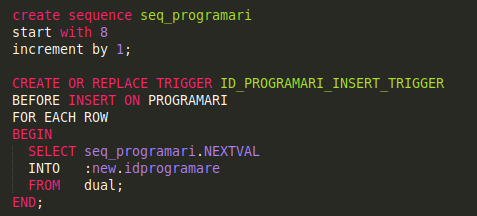 create sequence seq_programari
start with 8
increment by 1;

CREATE OR REPLACE TRIGGER ID_PROGRAMARI_INSERT_TRIGGER
BEFORE INSERT ON PROGRAMARI
FOR EACH ROW
BEGIN
  SELECT seq_programari.NEXTVAL
  INTO   :new.idprogramare
  FROM   dual;
END;